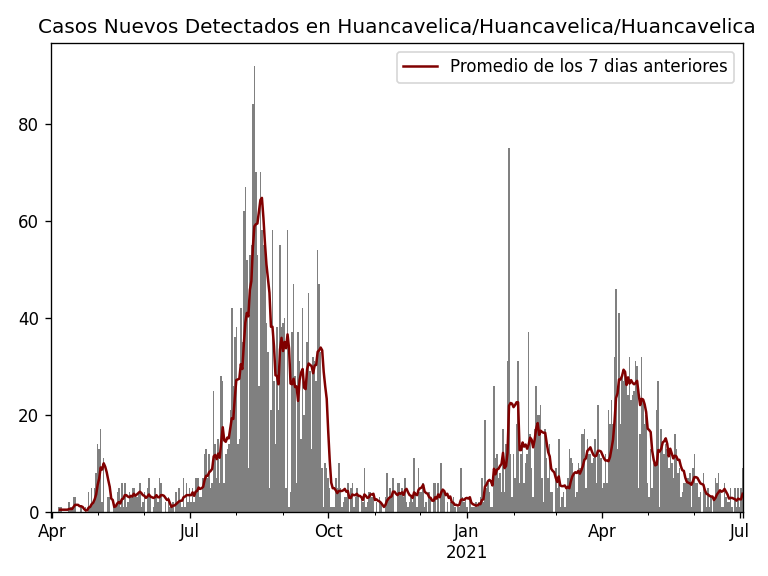 Casos Nuevos Detectados en Huancavelica/Huancavelica/Huancavelica
Promedio de los 7 dias anteriores
80
60
40
20
0
Apr Jul Oct Jan Apr Jul
2021